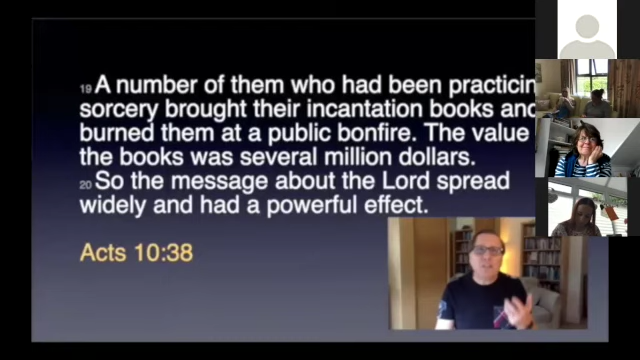 19 A number of them who had been practicin
sorcery brought their incantation books and
burned them at a public bonfire. The value
the books was several million dollars.
20 So the message about the Lord spread
widely and had a powerful effect.
Acts 10:38